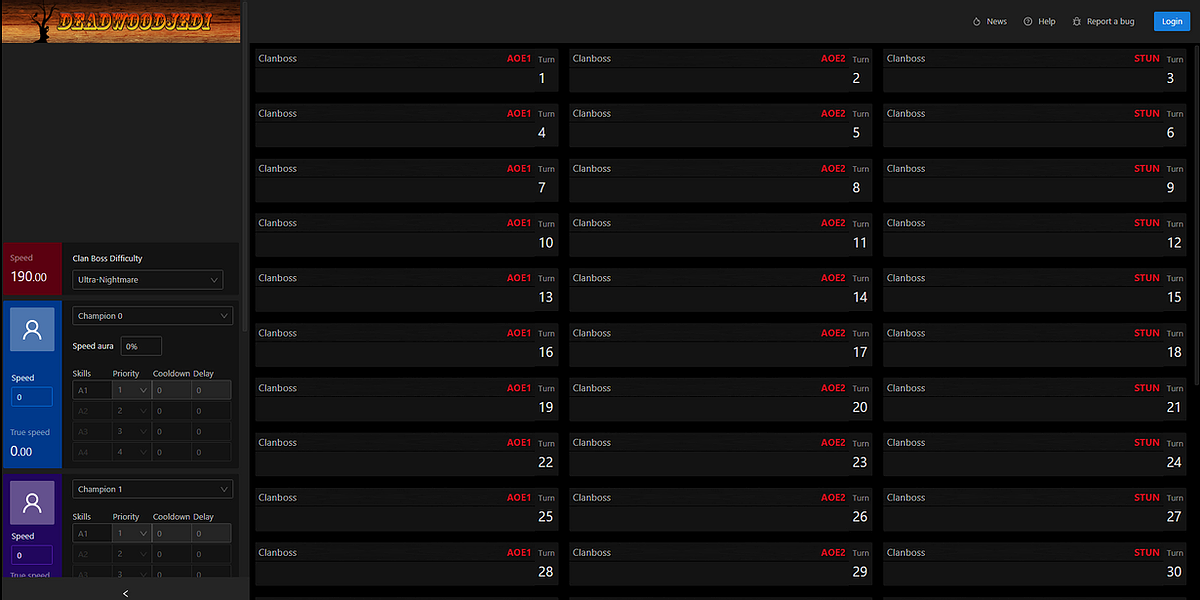 DEADWOODJEDI
News Help Report a bug Login
Clanboss AOE1 Turn Clanboss AOE2 Turn Clanboss STUN Turn
1 2 3
Clanboss AOE1 Turn Clanboss AOE2 Turn Clanboss STUN Turn
4 5 6
Clanboss AOE1 Turn Clanboss AOE2 Turn Clanboss STUN Turn
7 8 9
Clanboss AOE1 Turn Clanboss AOE2 Turn Clanboss STUN Turn
10 11 12
Clanboss AOE1 Turn Clanboss AOE2 Turn Clanboss STUN Turn
13 14 15
Clanboss AOE1 Turn Clanboss AOE2 Turn Clanboss STUN Turn
16 17 18
Clanboss AOE1 Turn Clanboss AOE2 Turn Clanboss STUN Turn
19 20 21
Clanboss AOE1 Turn Clanboss AOE2 Turn Clanboss STUN Turn
22 23 24
Clanboss AOE1 Turn Clanboss AOE2 Turn Clanboss STUN Turn
25 26 27
Clanboss AOE1 Turn Clanboss AOE2 Turn Clanboss STUN Turn
28 29 30
Speed
190.00
Clan Boss Difficulty
Ultra-Nightmare
Champion 0
Speed aura 0%
Speed
0
True speed
0.00
Skills Priority Cooldown Delay
A1 1 0 0
A2 2 0 0
A3 3 0 0
A4 4 0 0
Champion 1
Speed
0
True speed
Skills Priority Cooldown Delay
A1 1 0 0
A2 2 0 0
A3 3 0 0